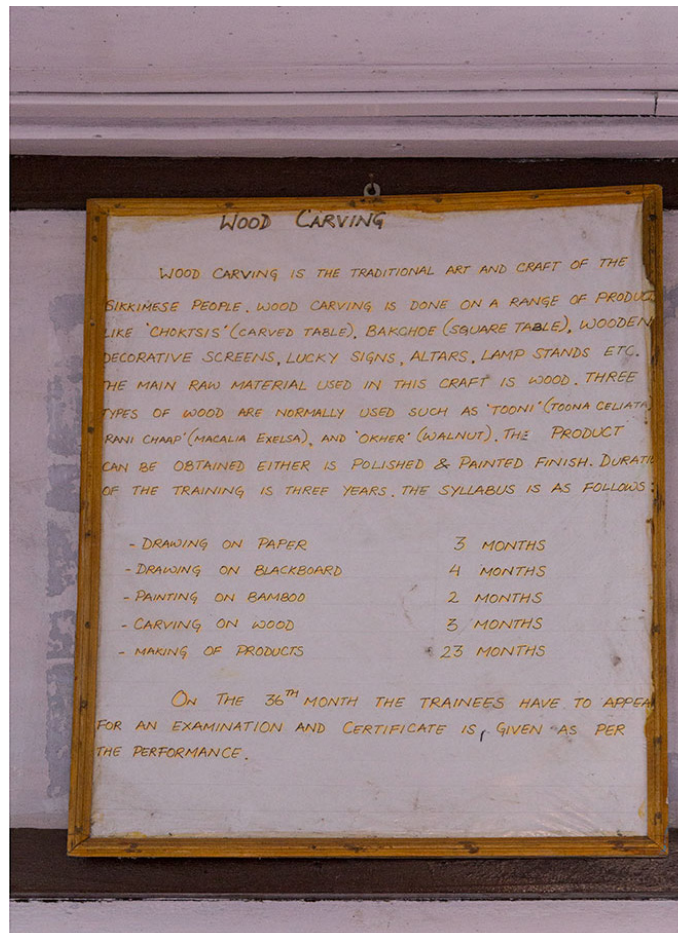 WOOD CARVING
WOOD CARVING IS THE TRADITIONAL ART AND CRAFT OF THE
SIKKIMESE PEOPLE. WOOD CARVING IS DONE ON A RANGE OF PRODUC
LIKE 'CHOKTSIS' (CARVED TABLE), BAKCHOE (SQUARE TABLE), WOODEN
DECORATIVE SCREENS, LUCKY SIGNS, ALTARS, LAMP STANDS ETC.
THE MAIN RAW MATERIAL USED IN THIS CRAFT IS WOOD. THREE
TYPES OF WOOD ARE NORMALLY USED SUCH AS 'TOONI' (TOONA CELIATA,
RANI CHAAP' (MACALIA EXELSA), AND 'OKHER' (WALNUT). THE PRODUCT
CAN BE OBTAINED EITHER IS POLISHED & PAINTED FINISH. DURATIO
OF THE TRAINING IS THREE YEARS. THE SYLLABUS IS AS FOLLOWS:
- DRAWING ON PAPER 3 MONTHS
- DRAWING ON BLACKBOARD 4 MONTHS
- PAINTING ON BAMBOO 2 MONTHS
- CARVING ON WOOD 3 MONTHS
- MAKING OF PRODUCTS 23 MONTHS
ON THE 36TH MONTH THE TRAINEES HAVE TO APPEA
FOR AN EXAMINATION AND CERTIFICATE IS, GIVEN AS PER
THE PERFORMANCE.